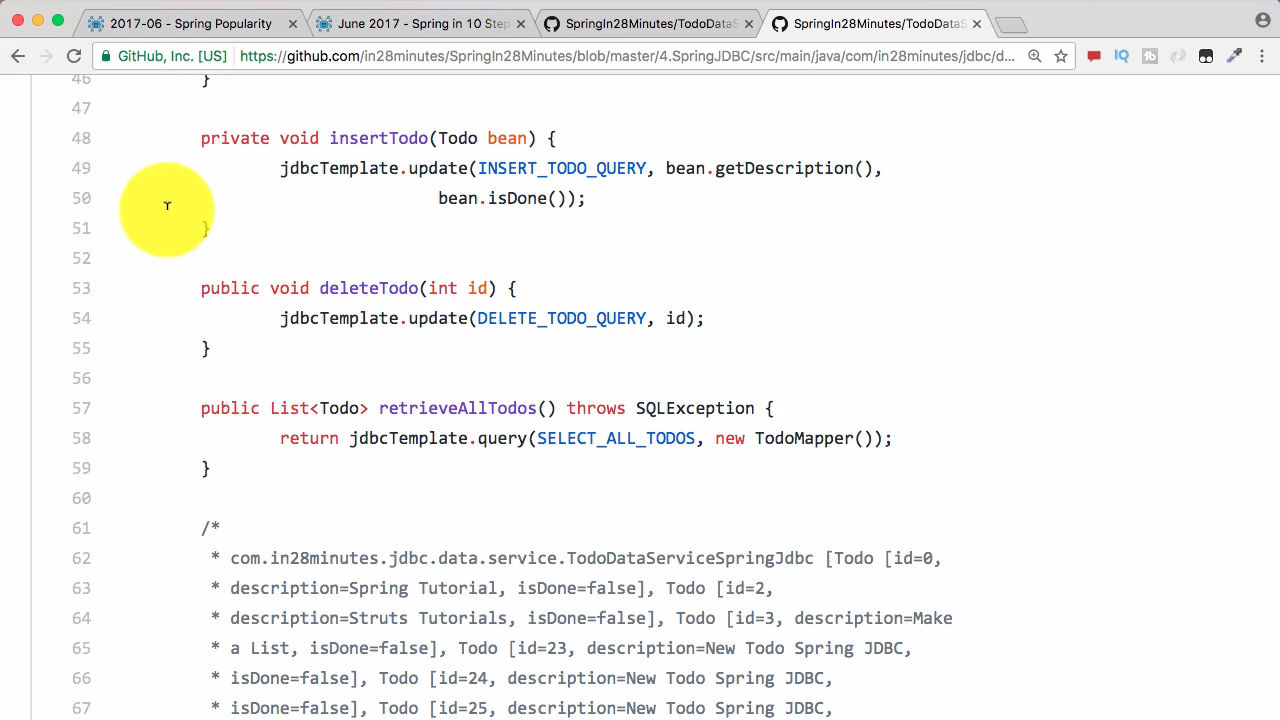 2017-06 - Spring Popularity
June 2017 - Spring in 10 Step
SpringIn28Minutes/TodoDataS
SpringIn28Minutes/TodoDataS
GitHub, Inc. [US] https://github.com/in28minutes/SpringIn28Minutes/blob/master/4.SpringJDBC/src/main/java/com/in28minutes/jdbc/d...
46 }
47
48 private void insertTodo(Todo bean) {
49 jdbcTemplate.update(INSERT_TODO_QUERY, bean.getDescription(),
50 bean.isDone());
51 }
52
53 public void deleteTodo(int id) {
54 jdbcTemplate.update(DELETE_TODO_QUERY, id);
55 }
56
57 public List<Todo> retrieveAllTodos() throws SQLException {
58 return jdbcTemplate.query(SELECT_ALL_TODOS, new TodoMapper());
59 }
60
61 /*
62 * com.in28minutes.jdbc.data.service.TodoDataServiceSpringJdbc [Todo [id=0,
63 * description=Spring Tutorial, isDone=false], Todo [id=2,
64 * description=Struts Tutorials, isDone=false], Todo [id=3, description=Make
65 * a List, isDone=false], Todo [id=23, description=New Todo Spring JDBC,
66 * isDone=false], Todo [id=24, description=New Todo Spring JDBC,
67 * isDone=false], Todo [id=25, description=New Todo Spring JDBC,